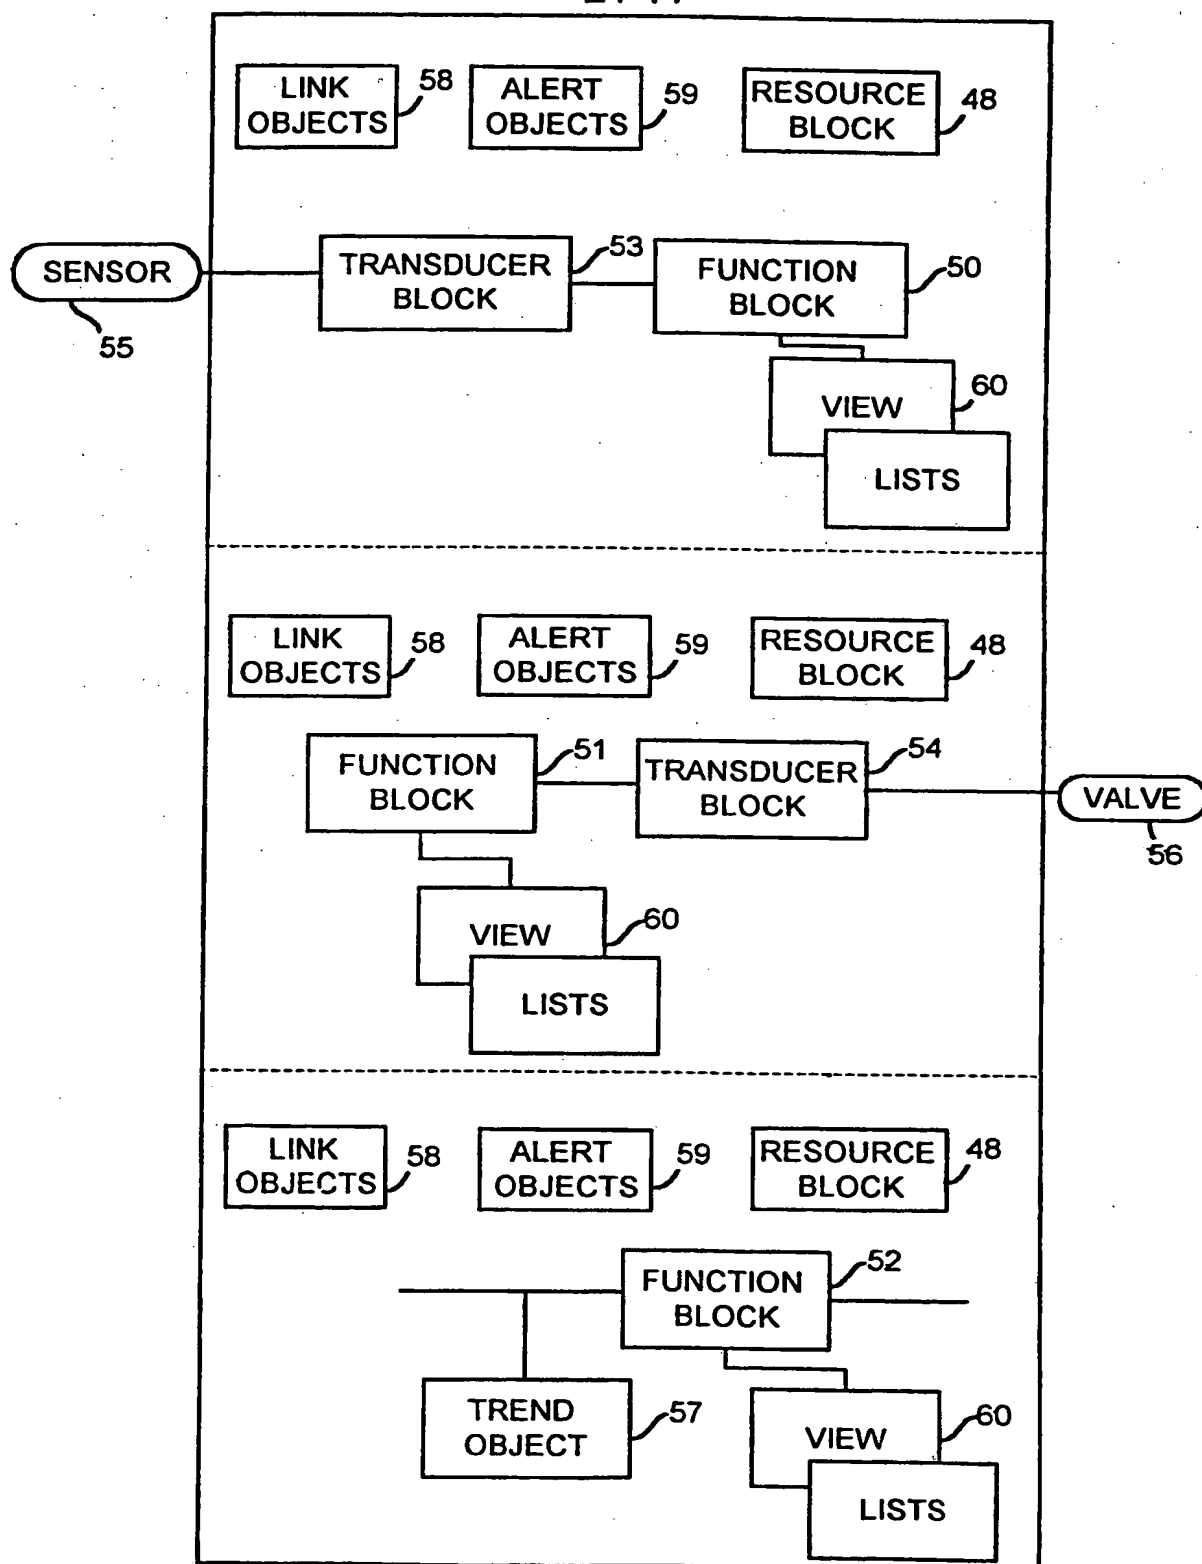 LINK
OBJECTS
58
ALERT
OBJECTS
59
RESOURCE
BLOCK
48
SENSOR
55
TRANSDUCER
BLOCK
53
FUNCTION
BLOCK
50
VIEW
60
LISTS
LINK
OBJECTS
58
ALERT
OBJECTS
59
RESOURCE
BLOCK
48
FUNCTION
BLOCK
51
TRANSDUCER
BLOCK
54
VALVE
56
VIEW
60
LISTS
LINK
OBJECTS
58
ALERT
OBJECTS
59
RESOURCE
BLOCK
48
FUNCTION
BLOCK
52
TREND
OBJECT
57
VIEW
60
LISTS